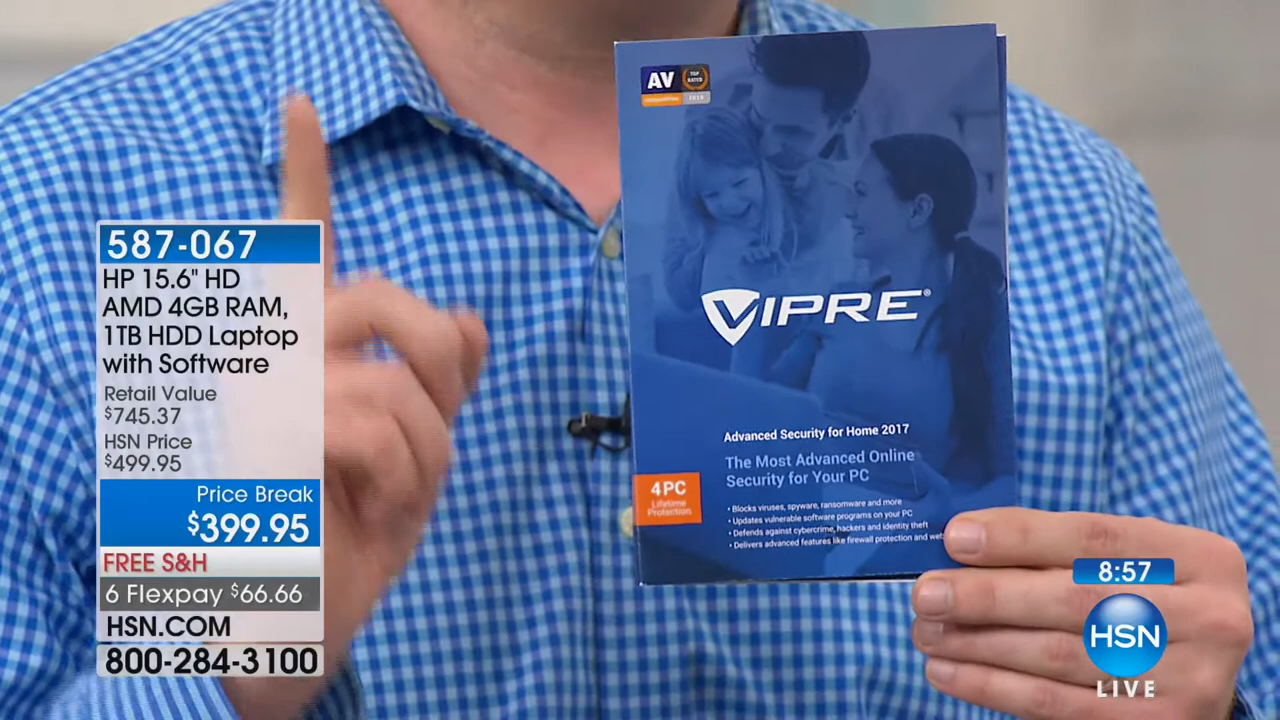 587-067
HP 15.6" HD
AMD 4GB RAM,
1TB HDD Laptop
with Software
Retail Value
$745.37
HSN Price
$499.95
Price Break
$399.95
FREE S&H
6 Flexpay $66.66
HSN.COM
800-284-3100
AV
TOP
RATED
VIPRE®
Advanced Security for Home 2017
The Most Advanced Online
Security for Your PC
4PC
Lifetime
Protection
• Blocks viruses, spyware, ransomware and more
• Updates vulnerable software programs on your PC
• Defends against cybercrime, hackers and identity theft
• Delivers advanced features like firewall protection and web
8:57
HSN
LIVE